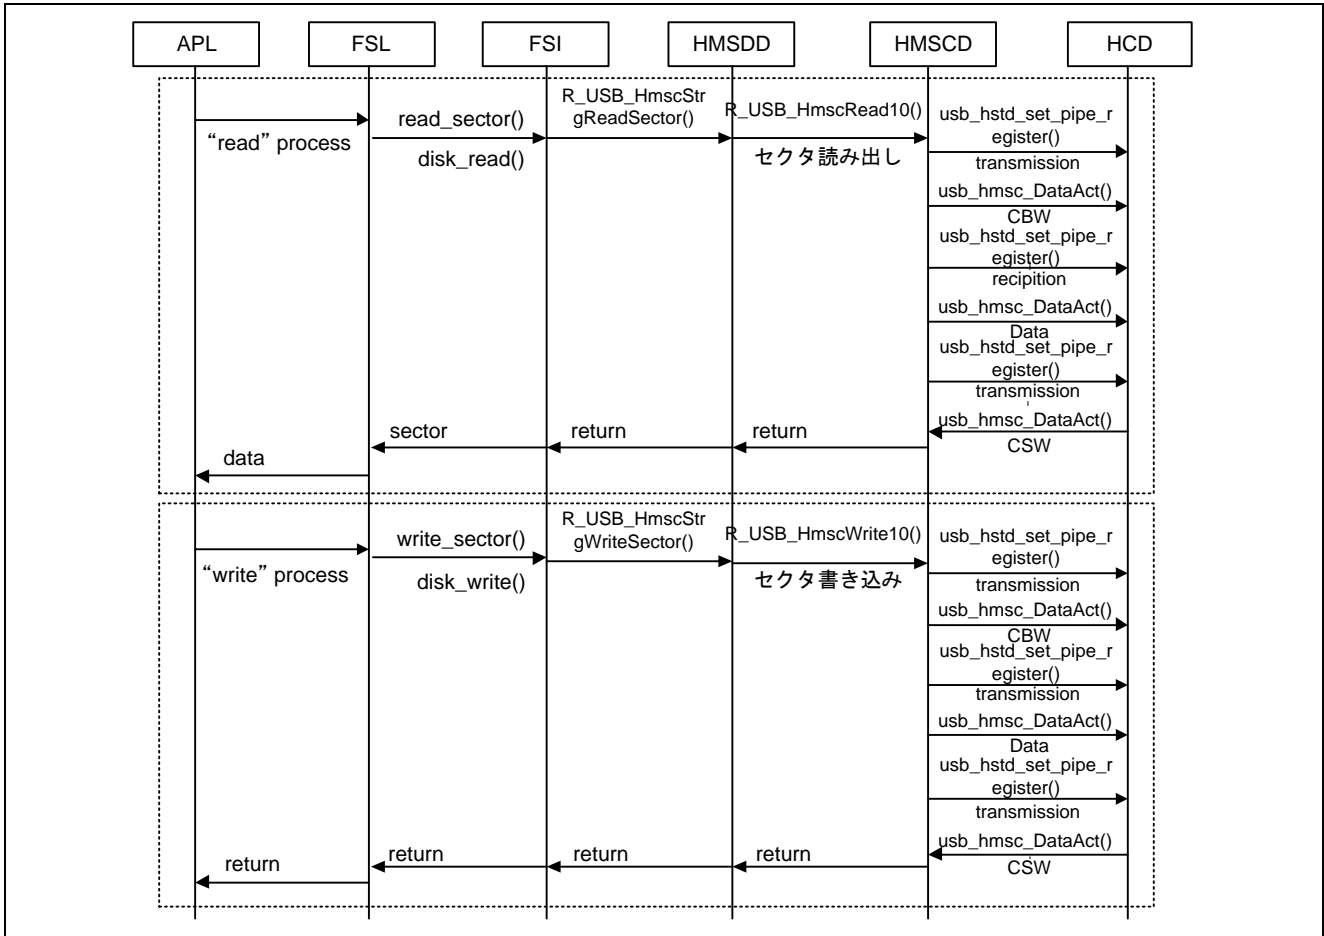 APL
FSL
FSI
HMSDD
HMSCD
HCD
“read” process
read_sector()
disk_read()
R_USB_HmscStr
gReadSector()
R_USB_HmscRead10()
セクタ読み出し
usb_hstd_set_pipe_r
egister()
transmission
usb_hmsc_DataAct()
CBW
usb_hstd_set_pipe_r
egister()
recipition
usb_hmsc_DataAct()
Data
usb_hstd_set_pipe_r
egister()
transmission
usb_hmsc_DataAct()
CSW
return
return
sector
data
“write” process
write_sector()
disk_write()
R_USB_HmscStr
gWriteSector()
R_USB_HmscWrite10()
セクタ書き込み
usb_hstd_set_pipe_r
egister()
transmission
usb_hmsc_DataAct()
CBW
usb_hstd_set_pipe_r
egister()
transmission
usb_hmsc_DataAct()
Data
usb_hstd_set_pipe_r
egister()
transmission
usb_hmsc_DataAct()
CSW
return
return
return
return